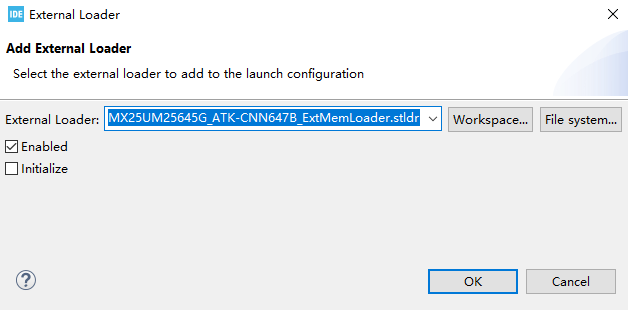 IDE External Loader
Add External Loader
Select the external loader to add to the launch configuration
External Loader: MX25UM25645G_ATK-CNN647B_ExtMemLoader.stldr Workspace... File system...
Enabled
Initialize
? OK Cancel